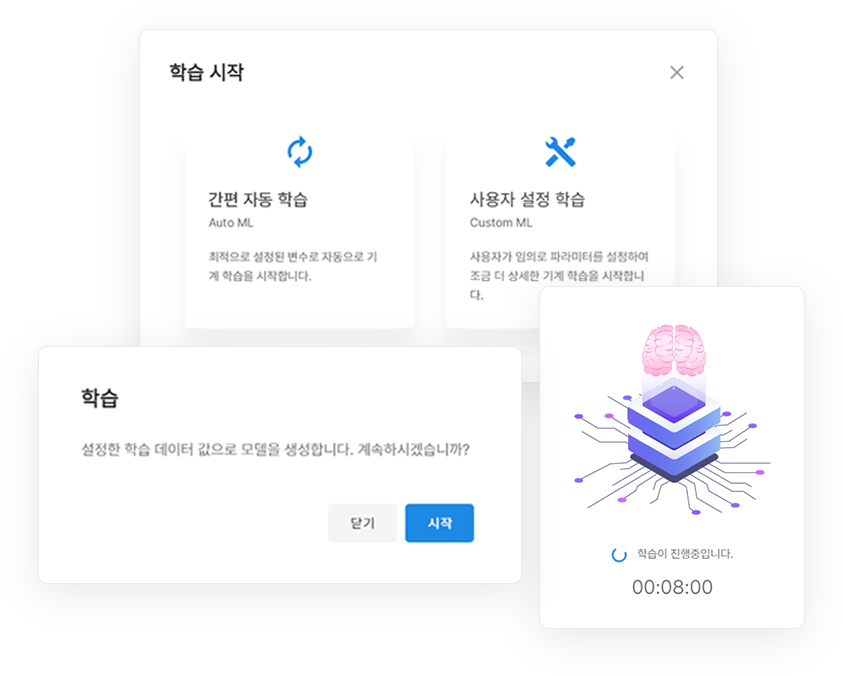 학습 시작
간편 자동 학습
Auto ML
최적으로 설정된 변수로 자동으로 기
계 학습을 시작합니다.
사용자 설정 학습
Custom ML
사용자가 임의로 파라미터를 설정하여
조금 더 상세한 기계 학습을 시작합니
다.
학습
설정한 학습 데이터 값으로 모델을 생성합니다. 계속하시겠습니까?
닫기
시작
학습이 진행중입니다.
00:08:00